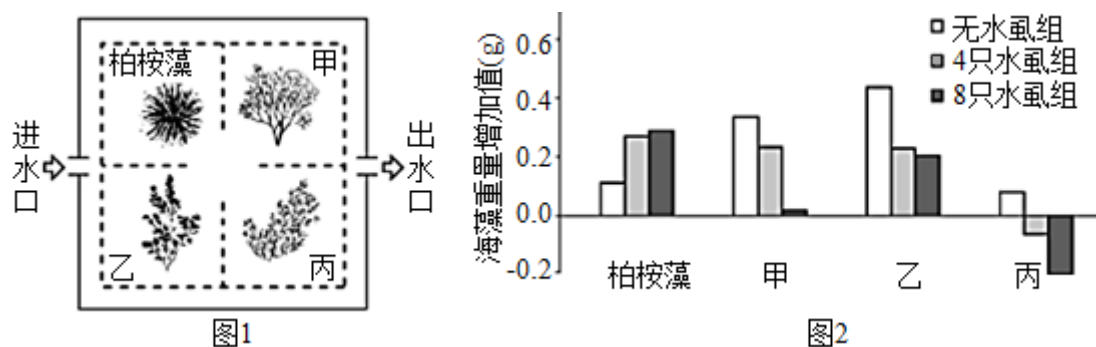 柏桉藻
甲
进水口
出水口
乙
丙
图1
海藻重量增加值(g)
0.6
0.4
0.2
0.0
-0.2
无水虱组
4只水虱组
8只水虱组
柏桉藻
甲
乙
丙
图2